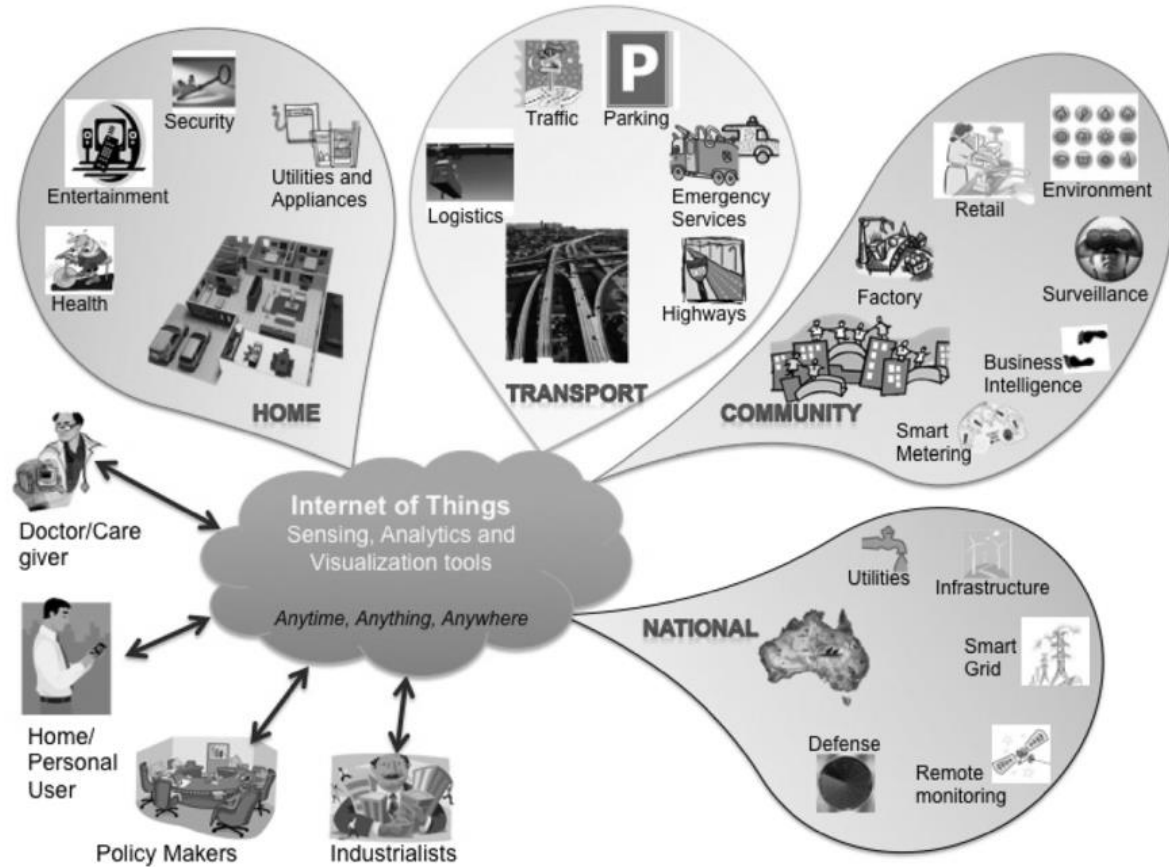 Security
Entertainment
Utilities and
Appliances
Health
HOME
Traffic
P
Parking
Logistics
Emergency
Services
Highways
TRANSPORT
Retail
Environment
Factory
Surveillance
Business
Intelligence
COMMUNITY
Smart
Metering
Internet of Things
Sensing, Analytics and
Visualization tools
Anytime, Anything, Anywhere
Doctor/Care
giver
Home/
Personal
User
Policy Makers
Industrialists
Utilities
Infrastructure
NATIONAL
Smart
Grid
Defense
Remote
monitoring